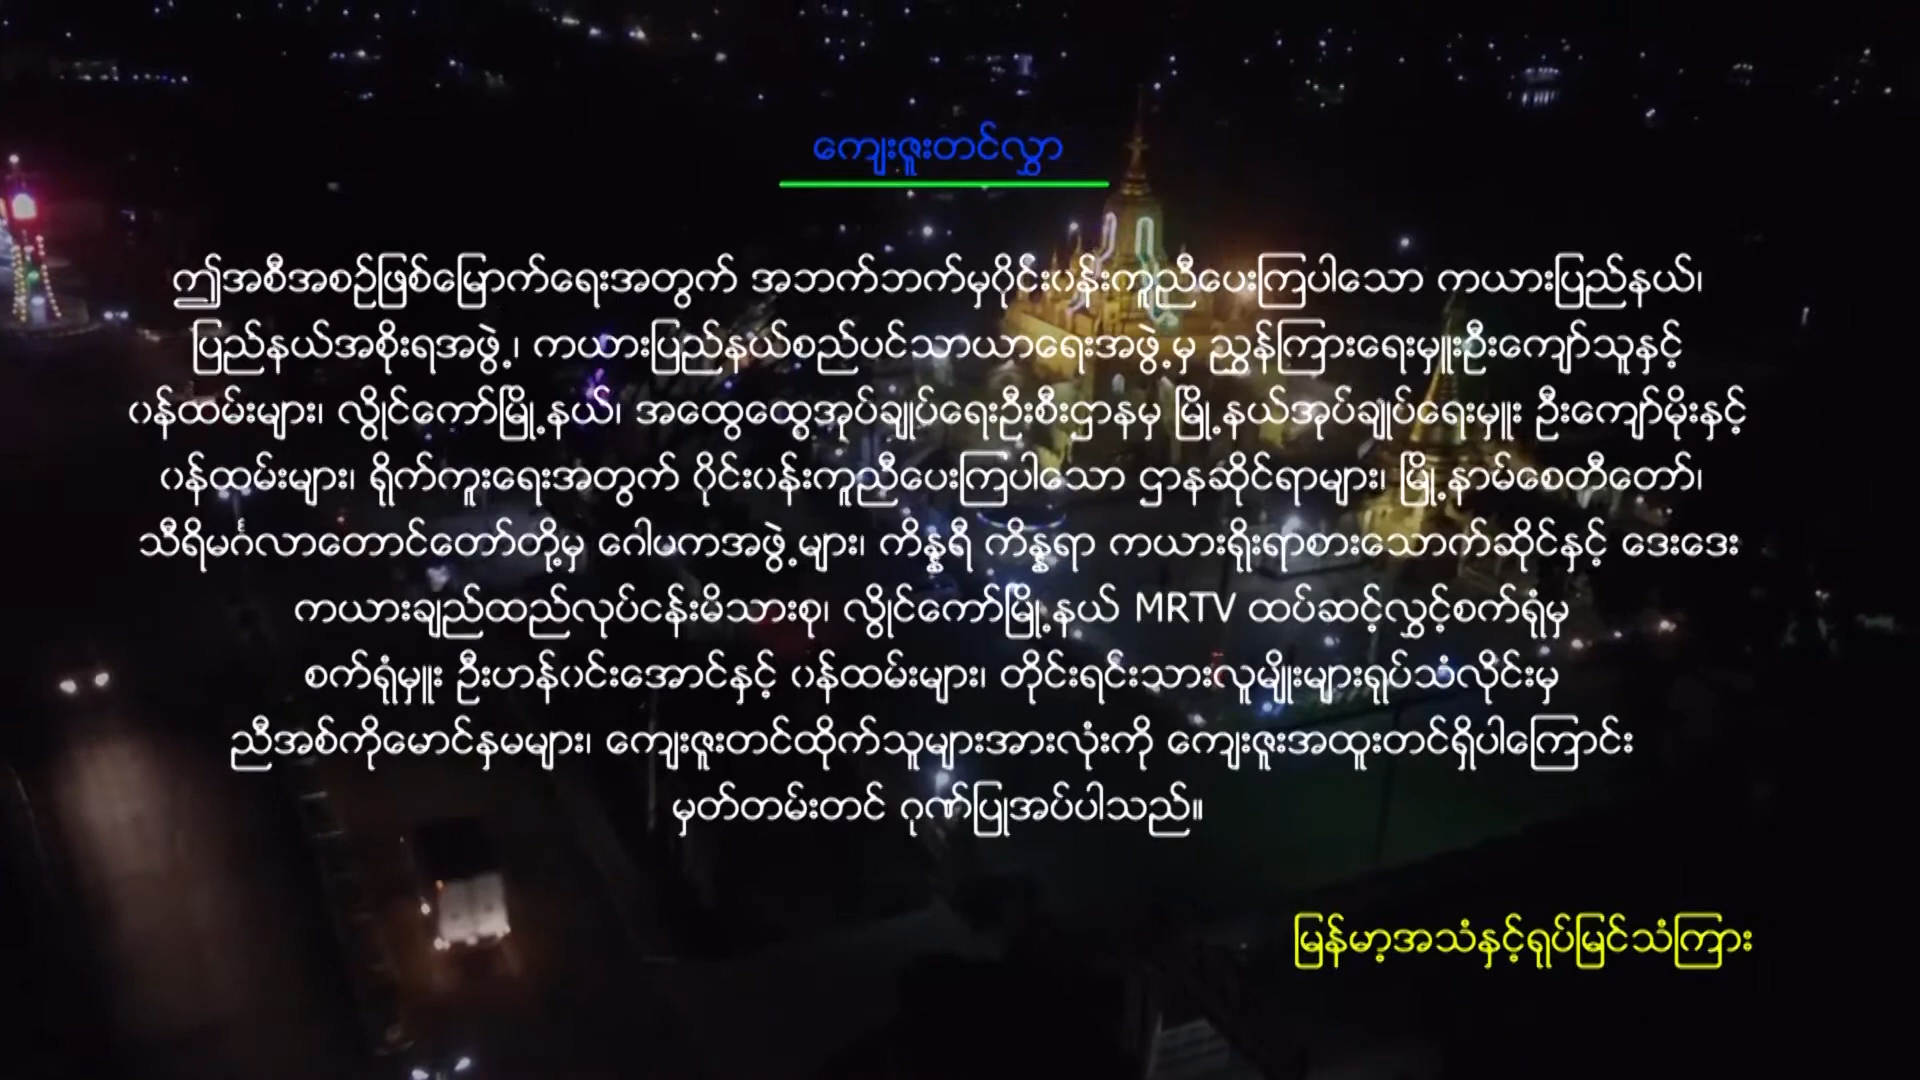 ကျေးဇူးတင်လွှာ
ဤအစီအစဉ်ဖြစ်မြောက်ရေးအတွက် အဘက်ဘက်မှပိုင်းဝန်းကူညီပေးကြပါသော ကယားပြည်နယ်၊
ပြည်နယ်အစိုးရအဖွဲ့၊ ကယားပြည်နယ်စည်ပင်သာယာရေးအဖွဲ့မှ ညွှန်ကြားရေးမှူးဦးကျော်သူနှင့်
ဝန်ထမ်းများ၊ လွိုင်ကော်မြို့နယ်၊ အထွေထွေအုပ်ချုပ်ရေးဦးစီးဌာနမှ မြို့နယ်အုပ်ချုပ်ရေးမှူး ဦးကျော်မိုးနှင့်
ဝန်ထမ်းများ၊ ရိုက်ကူးရေးအတွက် ပိုင်းဝန်းကူညီပေးကြပါသော ဌာနဆိုင်ရာများ၊ မြို့နာမ်စေတီတော်၊
သီရိမင်္ဂလာတောင်တော်တို့မှ ဂေါပကအဖွဲ့များ၊ ကိန္နရီ ကိန္နရာ ကယားရိုးရာစားသောက်ဆိုင်နှင့် ဒေးဒေး
ကယားချည်ထည်လုပ်ငန်းမိသားစု၊ လွိုင်ကော်မြို့နယ် MRTV ထပ်ဆင့်လွှင့်စက်ရုံမှ
စက်ရုံမှူး ဦးဟန်ဝင်းအောင်နှင့် ဝန်ထမ်းများ၊ တိုင်းရင်းသားလူမျိုးများရုပ်သံလိုင်းမှ
ညီအစ်ကိုမောင်နှမများ၊ ကျေးဇူးတင်ထိုက်သူများအားလုံးကို ကျေးဇူးအထူးတင်ရှိပါကြောင်း
မှတ်တမ်းတင် ဂုဏ်ပြုအပ်ပါသည်။
မြန်မာ့အသံနှင့်ရုပ်မြင်သံကြား